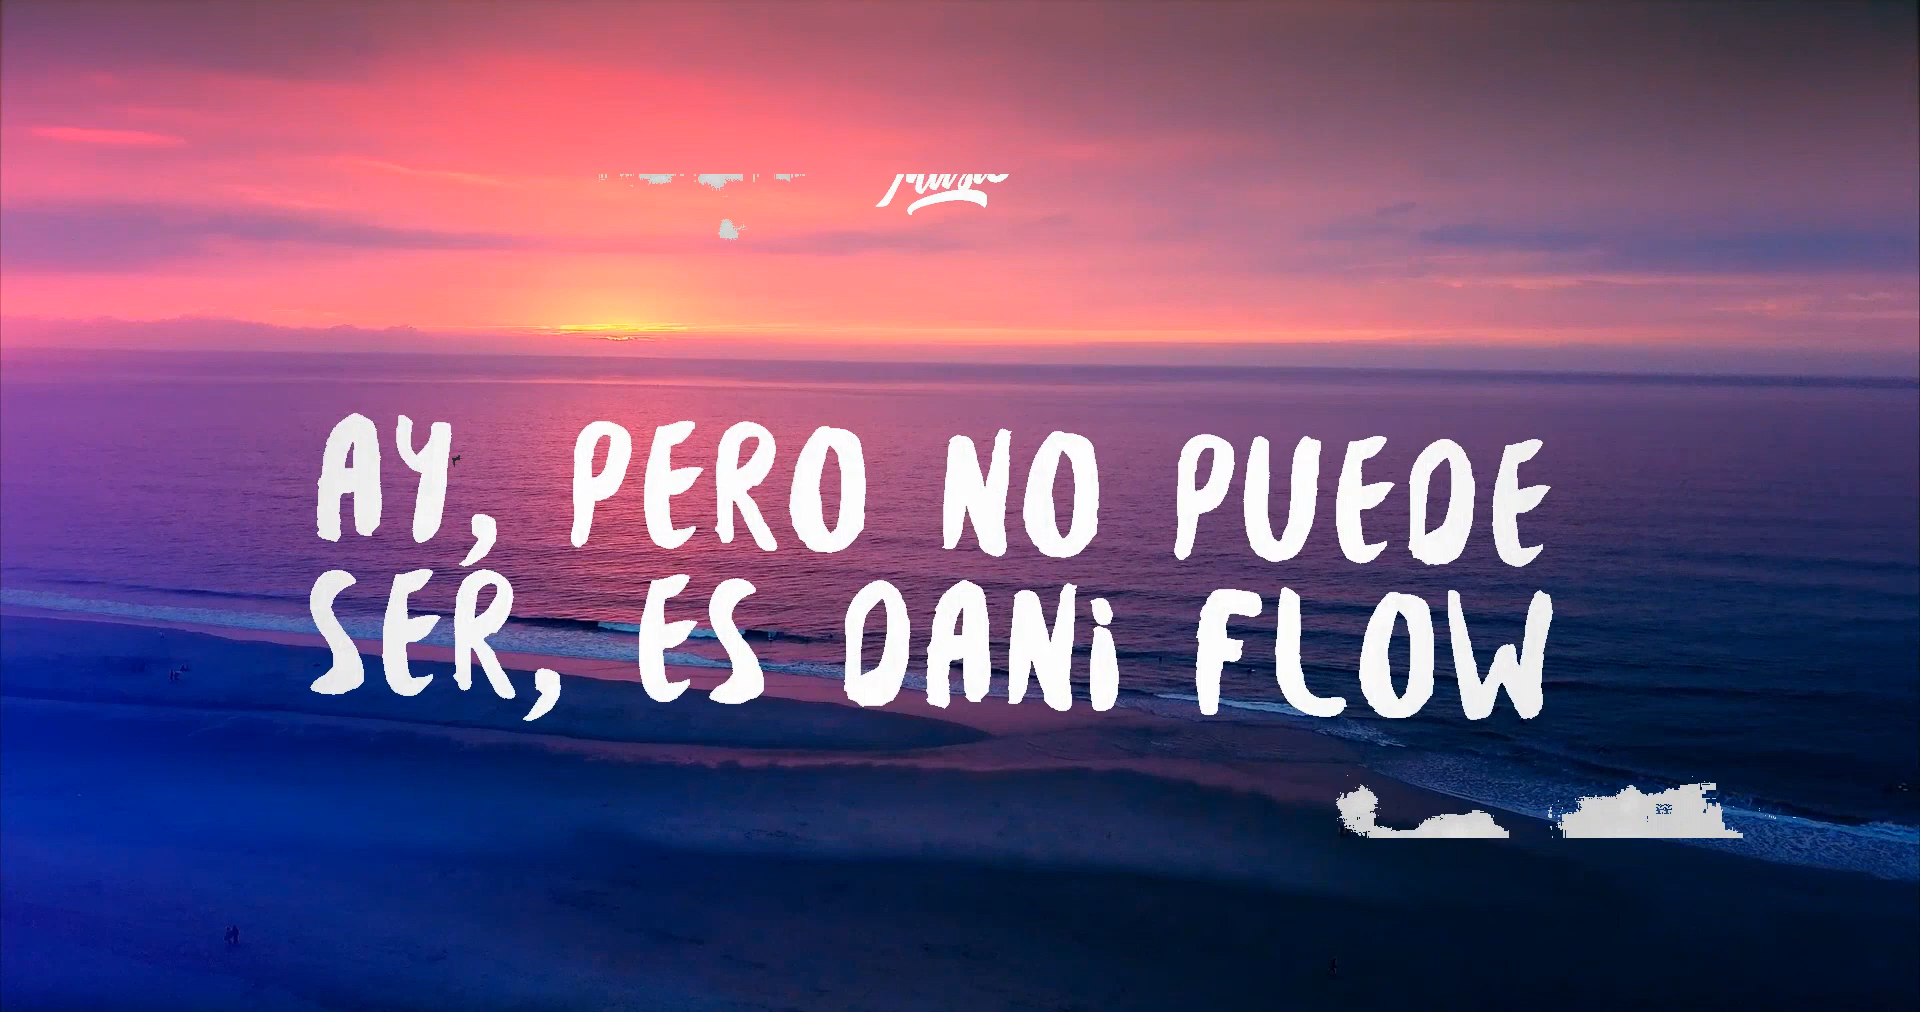 AY, PERO NO PUEDE
SER, ES DANi FLOW